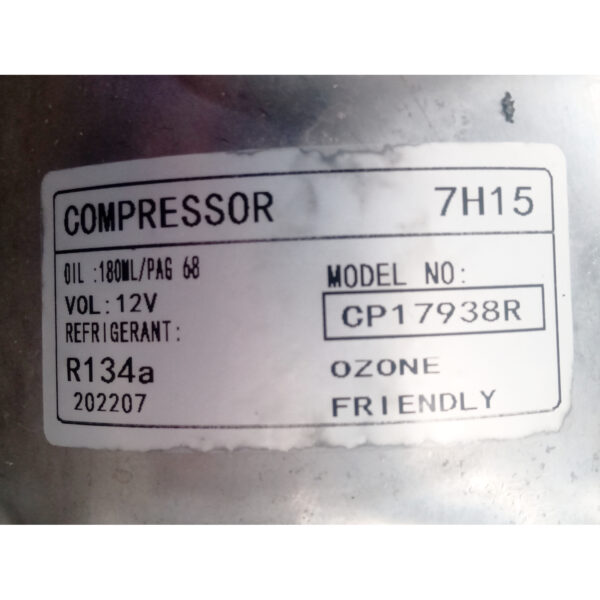 COMPRESSOR 7H15
OIL :180ML/PAG 68
VOL: 12V
REFRIGERANT:
R134a
202207
MODEL NO:
CP17938R
OZONE
FRIENDLY